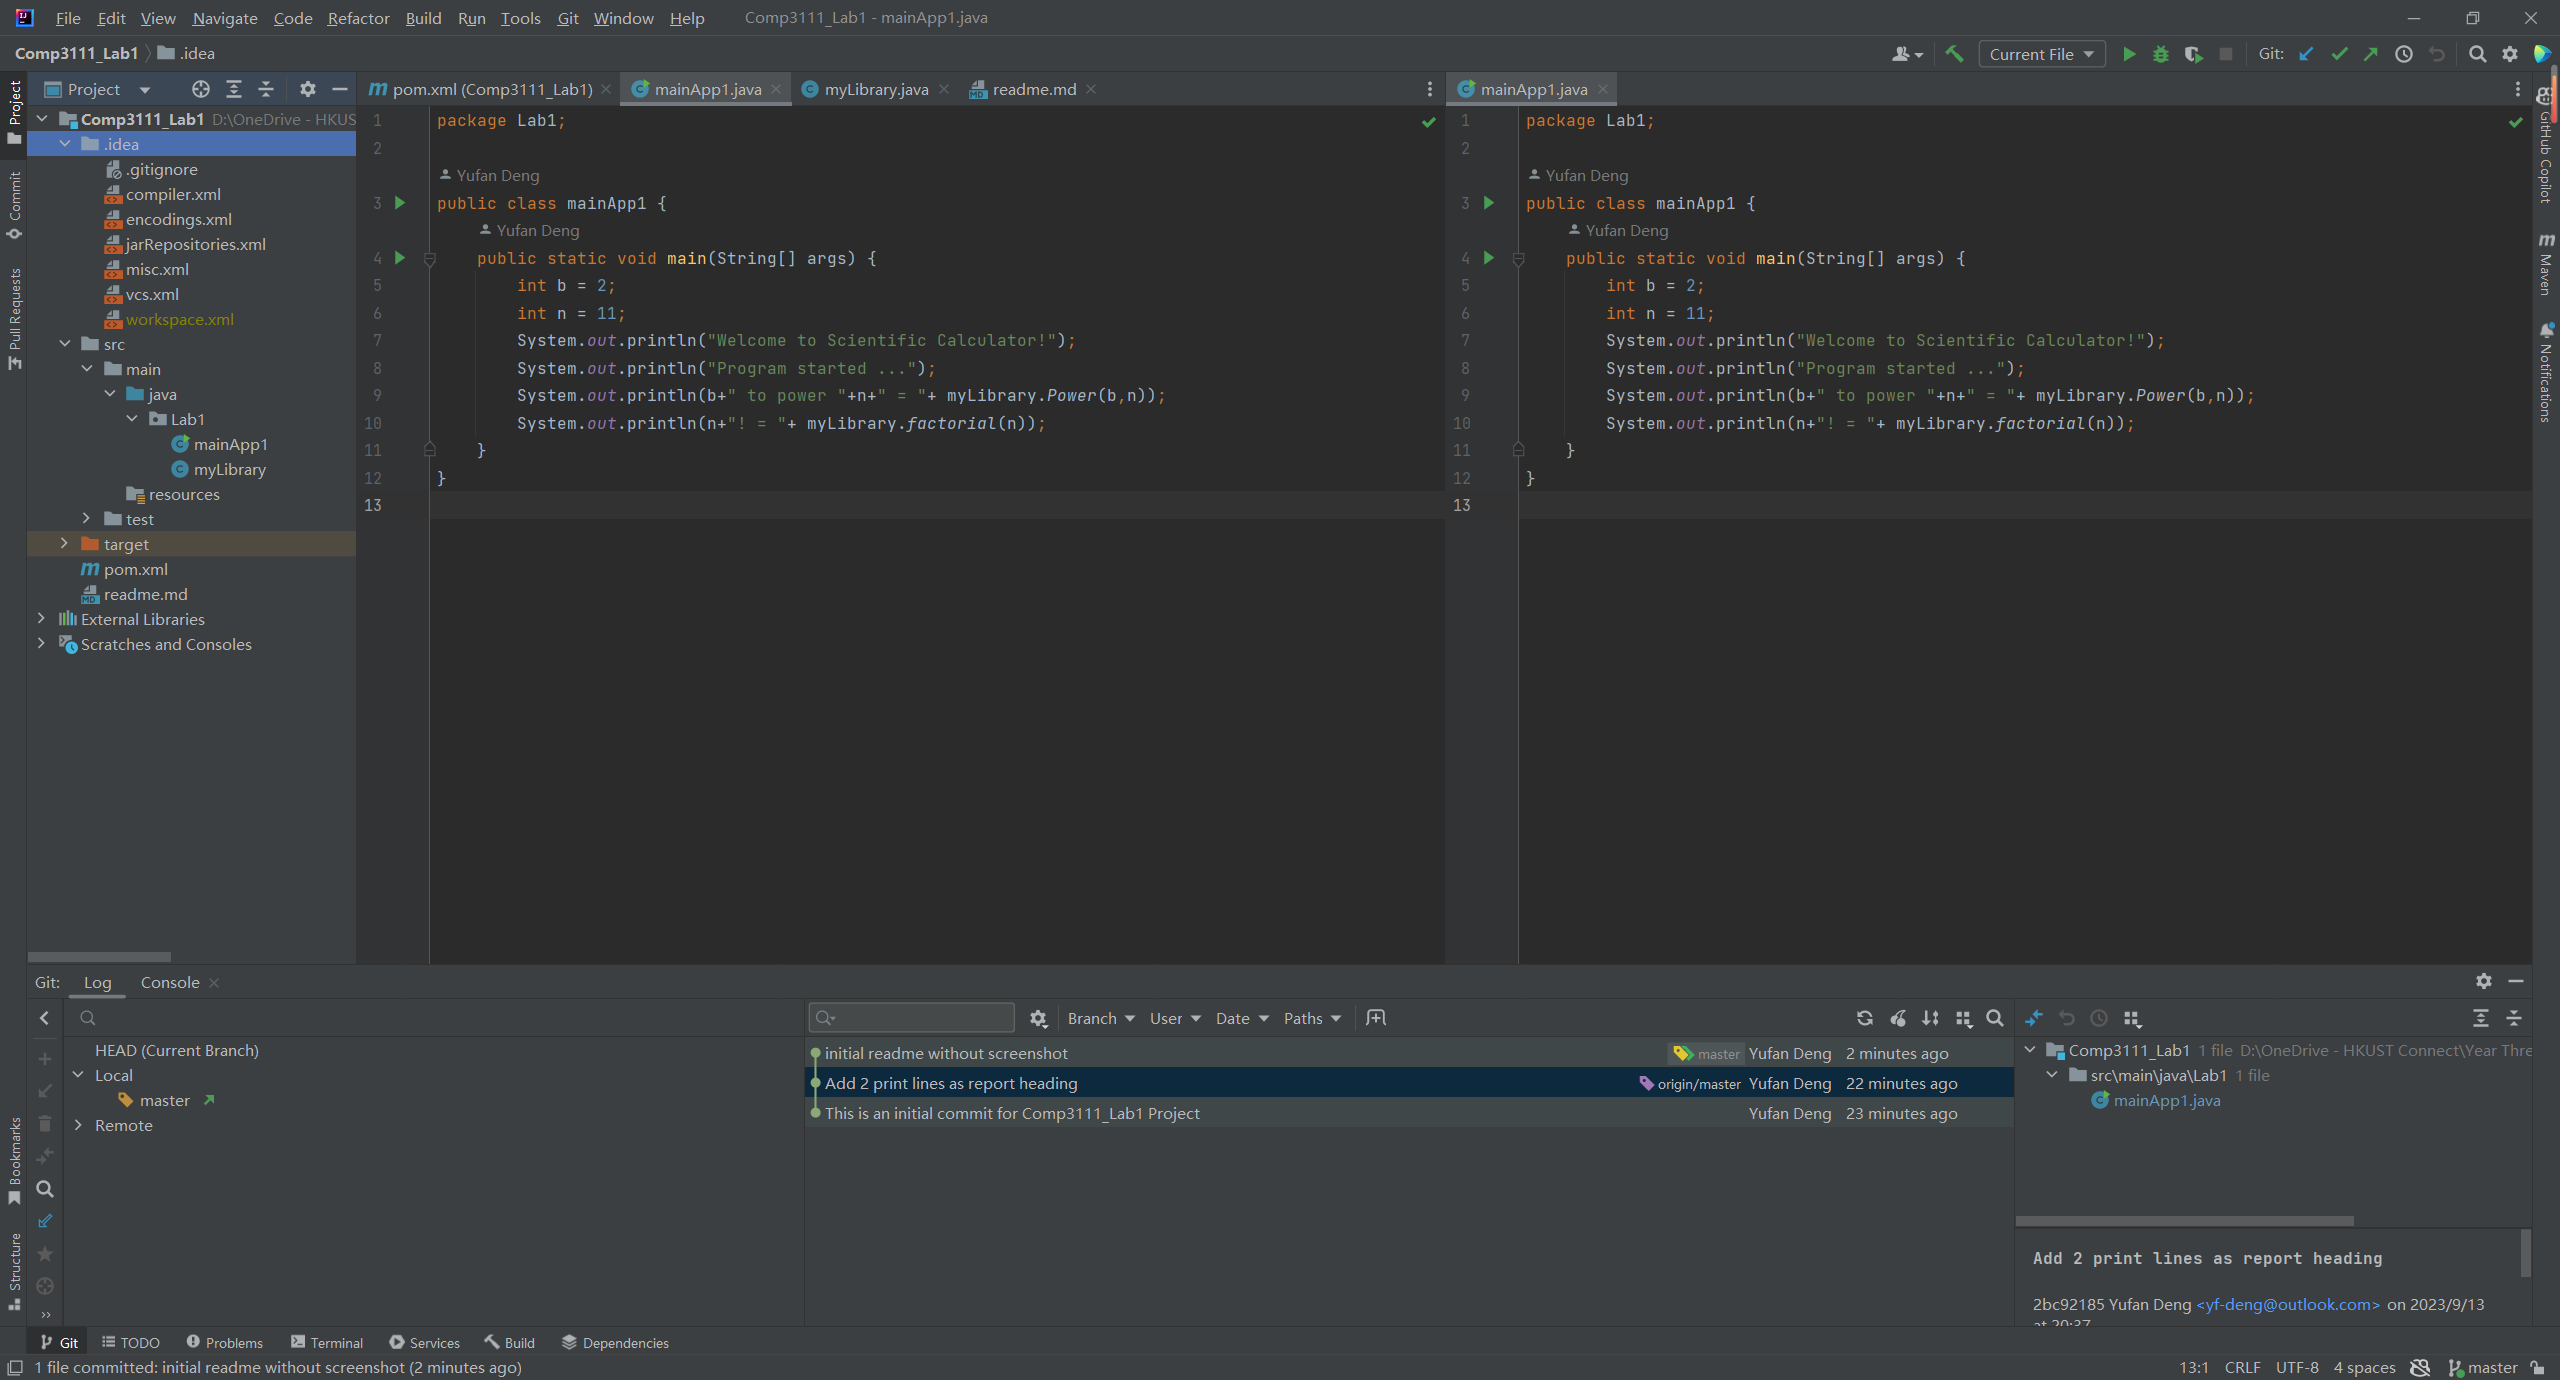 File Edit View Navigate Code Refactor Build Run Tools Git Window Help Comp3111_Lab1 - mainApp1.java
Comp3111_Lab1 .idea Current File Git:
Project
Comp3111_Lab1 D:\OneDrive - HKUS
.idea
.gitignore
compiler.xml
encodings.xml
jarRepositories.xml
misc.xml
vcs.xml
workspace.xml
src
main
java
Lab1
mainApp1
myLibrary
resources
test
target
pom.xml
readme.md
External Libraries
Scratches and Consoles
Project
Commit
Pull Requests
Bookmarks
Structure
pom.xml (Comp3111_Lab1) mainApp1.java myLibrary.java readme.md
1 package Lab1;
2
Yufan Deng
3 public class mainApp1 {
Yufan Deng
4 public static void main(String[] args) {
5 int b = 2;
6 int n = 11;
7 System.out.println("Welcome to Scientific Calculator!");
8 System.out.println("Program started ...");
9 System.out.println(b+" to power "+n+" = "+ myLibrary.Power(b,n));
10 System.out.println(n+"! = "+ myLibrary.factorial(n));
11 }
12 }
13
mainApp1.java
1 package Lab1;
2
Yufan Deng
3 public class mainApp1 {
Yufan Deng
4 public static void main(String[] args) {
5 int b = 2;
6 int n = 11;
7 System.out.println("Welcome to Scientific Calculator!");
8 System.out.println("Program started ...");
9 System.out.println(b+" to power "+n+" = "+ myLibrary.Power(b,n));
10 System.out.println(n+"! = "+ myLibrary.factorial(n));
11 }
12 }
13
GitHub Copilot
Maven
Notifications
Git: Log Console
HEAD (Current Branch)
Local
master
Remote
Branch User Date Paths
initial readme without screenshot master Yufan Deng 2 minutes ago
Add 2 print lines as report heading origin/master Yufan Deng 22 minutes ago
This is an initial commit for Comp3111_Lab1 Project Yufan Deng 23 minutes ago
Comp3111_Lab1 1 file D:\OneDrive - HKUST Connect\Year Thre
src\main\java\Lab1 1 file
mainApp1.java
Add 2 print lines as report heading
2bc92185 Yufan Deng <yf-deng@outlook.com> on 2023/9/13
at 20:37
Git TODO Problems Terminal Services Build Dependencies
1 file committed: initial readme without screenshot (2 minutes ago) 13:1 CRLF UTF-8 4 spaces master